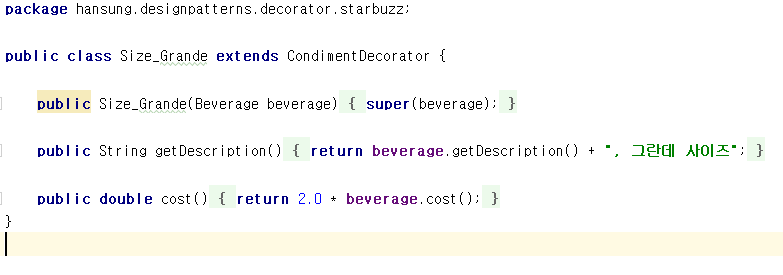 package hansung.designpatterns.decorator.starbuzz;
public class Size_Grande extends CondimentDecorator {
public Size_Grande(Beverage beverage) { super(beverage); }
public String getDescription() { return beverage.getDescription() + ", 그란데 사이즈"; }
public double cost() { return 2.0 * beverage.cost(); }
}